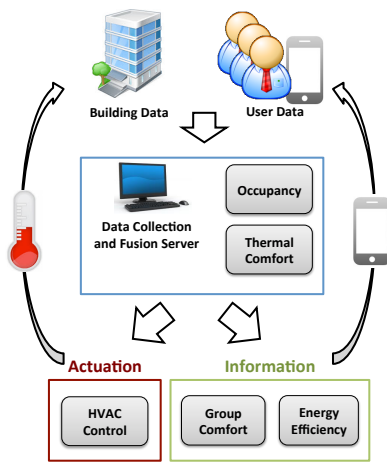 Building Data
User Data
Data Collection
and Fusion Server
Occupancy
Thermal
Comfort
Actuation
Information
HVAC
Control
Group
Comfort
Energy
Efficiency